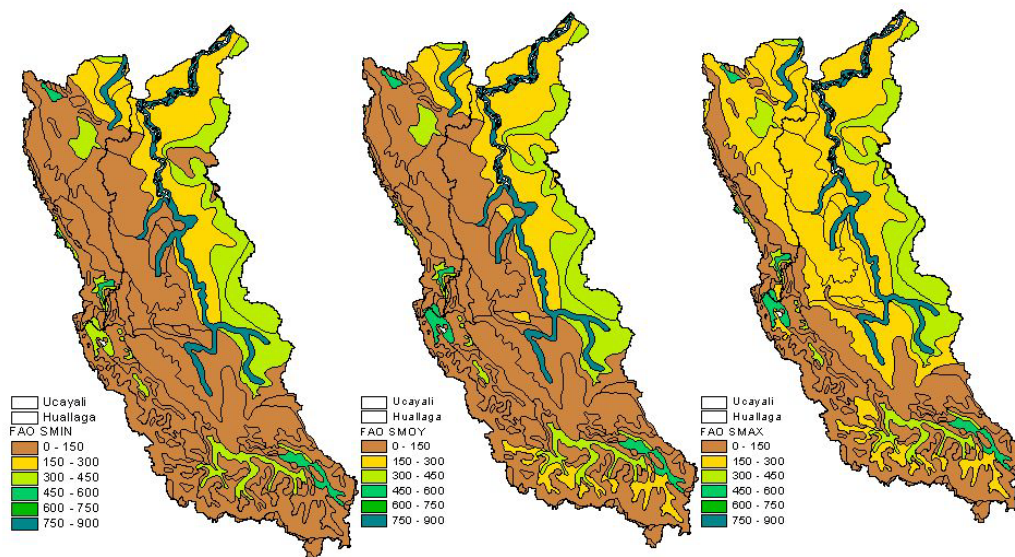 Ucayali
Huallaga
FAO SMIN
0 - 150
150 - 300
300 - 450
450 - 600
600 - 750
750 - 900
Ucayali
Huallaga
FAO SMOY
0 - 150
150 - 300
300 - 450
450 - 600
600 - 750
750 - 900
Ucayali
Huallaga
FAO SMAX
0 - 150
150 - 300
300 - 450
450 - 600
600 - 750
750 - 900